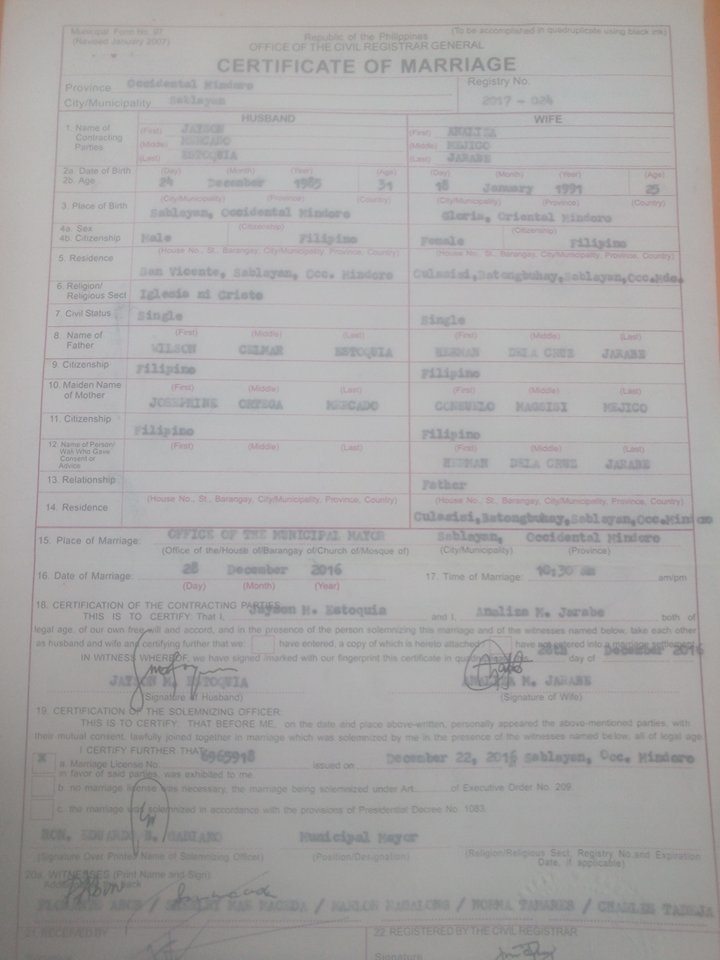 Municipal Form No. 97
(To be accomplished in quadruplicate using black ink)
(Revised January 2007)
Republic of the Philippines
OFFICE OF THE CIVIL REGISTRAR GENERAL
CERTIFICATE OF MARRIAGE
Province Occidental Mindoro
Registry No.
City/Municipality Sablayan
2017 - 024
HUSBAND WIFE
1. Name of Contracting Parties
(First) JAYSON (First) ANALIZA
(Middle) MERCADO (Middle) MEJICO
(Last) ESTOQUIA (Last) JARABE
2a. Date of Birth (Day) (Month) (Year) (Age) (Day) (Month) (Year) (Age)
2b. Age 24 December 1985 31 18 January 1991 25
3. Place of Birth (City/Municipality) (Province) (Country) (City/Municipality) (Province) (Country)
Sablayan, Occidental Mindoro Gloria, Oriental Mindoro
4a. Sex (Citizenship) (Citizenship)
4b. Citizenship Male Filipino Female Filipino
5. Residence (House No., St., Barangay, City/Municipality, Province, Country) (House No., St., Barangay, City/Municipality, Province, Country)
San Vicente, Sablayan, Occ. Mindoro Culasisi,Batongbuhay,Sablayan,Occ.Mdo.
6. Religion/ Religious Sect Iglesia ni Cristo
7. Civil Status Single Single
8. Name of Father (First) (Middle) (Last) (First) (Middle) (Last)
WILSON ESTOQUIA HERMAN DELA CRUZ JARABE
9. Citizenship Filipino Filipino
10. Maiden Name of Mother (First) (Middle) (Last) (First) (Middle) (Last)
JOSEPHINE ORTEGA MERCADO CONSUELO MAGSISI MEJICO
11. Citizenship Filipino Filipino
12. Name of Person/ Wali Who Gave Consent or Advice (First) (Middle) (Last) (First) (Middle) (Last)
HERMAN DELA CRUZ JARABE
13. Relationship Father
14. Residence (House No., St., Barangay, City/Municipality, Province, Country) (House No., St., Barangay, City/Municipality, Province, Country)
Culasisi,Batongbuhay,Sablayan,Occ.Mindoro
15. Place of Marriage: OFFICE OF THE MUNICIPAL MAYOR Sablayan, Occidental Mindoro
(Office of the/House of/Barangay of/Church of/Mosque of) (City/Municipality) (Province)
16. Date of Marriage: 28 December 2016 17. Time of Marriage: 10:30 am am/pm
(Day) (Month) (Year)
18. CERTIFICATION OF THE CONTRACTING PARTIES:
THIS IS TO CERTIFY: That I, Jayson M. Estoquia and I, Analiza M. Jarabe both of
legal age, of our own free will and accord, and in the presence of the person solemnizing this marriage and of the witnesses named below, take each other
as husband and wife and certifying further that we: have entered, a copy of which is hereto attached have not entered into a marriage settlement.
IN WITNESS WHEREOF, we have signed /marked with our fingerprint this certificate in quadruplicate 28th day of December 2016
JAYSON M. ESTOQUIA ANALIZA M. JARABE
(Signature of Husband) (Signature of Wife)
19. CERTIFICATION OF THE SOLEMNIZING OFFICER:
THIS IS TO CERTIFY: THAT BEFORE ME, on the date and place above-written, personally appeared the above-mentioned parties, with
their mutual consent, lawfully joined together in marriage which was solemnized by me in the presence of the witnesses named below, all of legal age.
I CERTIFY FURTHER THAT:
x a. Marriage License No. 6965918 issued on December 22, 2016 Sablayan, Occ. Mindoro
in favor of said parties, was exhibited to me.
b. no marriage license was necessary, the marriage being solemnized under Art. of Executive Order No. 209.
c. the marriage was solemnized in accordance with the provisions of Presidential Decree No. 1083.
HON. EDUARDO B. GADIANO Municipal Mayor
(Signature Over Printed Name of Solemnizing Officer) (Position/Designation) (Religion/Religious Sect, Registry No and Expiration Date, if applicable)
20a. WITNESSES (Print Name and Sign):
/ MAE / / NORMA TABARES / CHARLES
21. RECEIVED BY 22. REGISTERED BY THE CIVIL REGISTRAR
Signature Signature